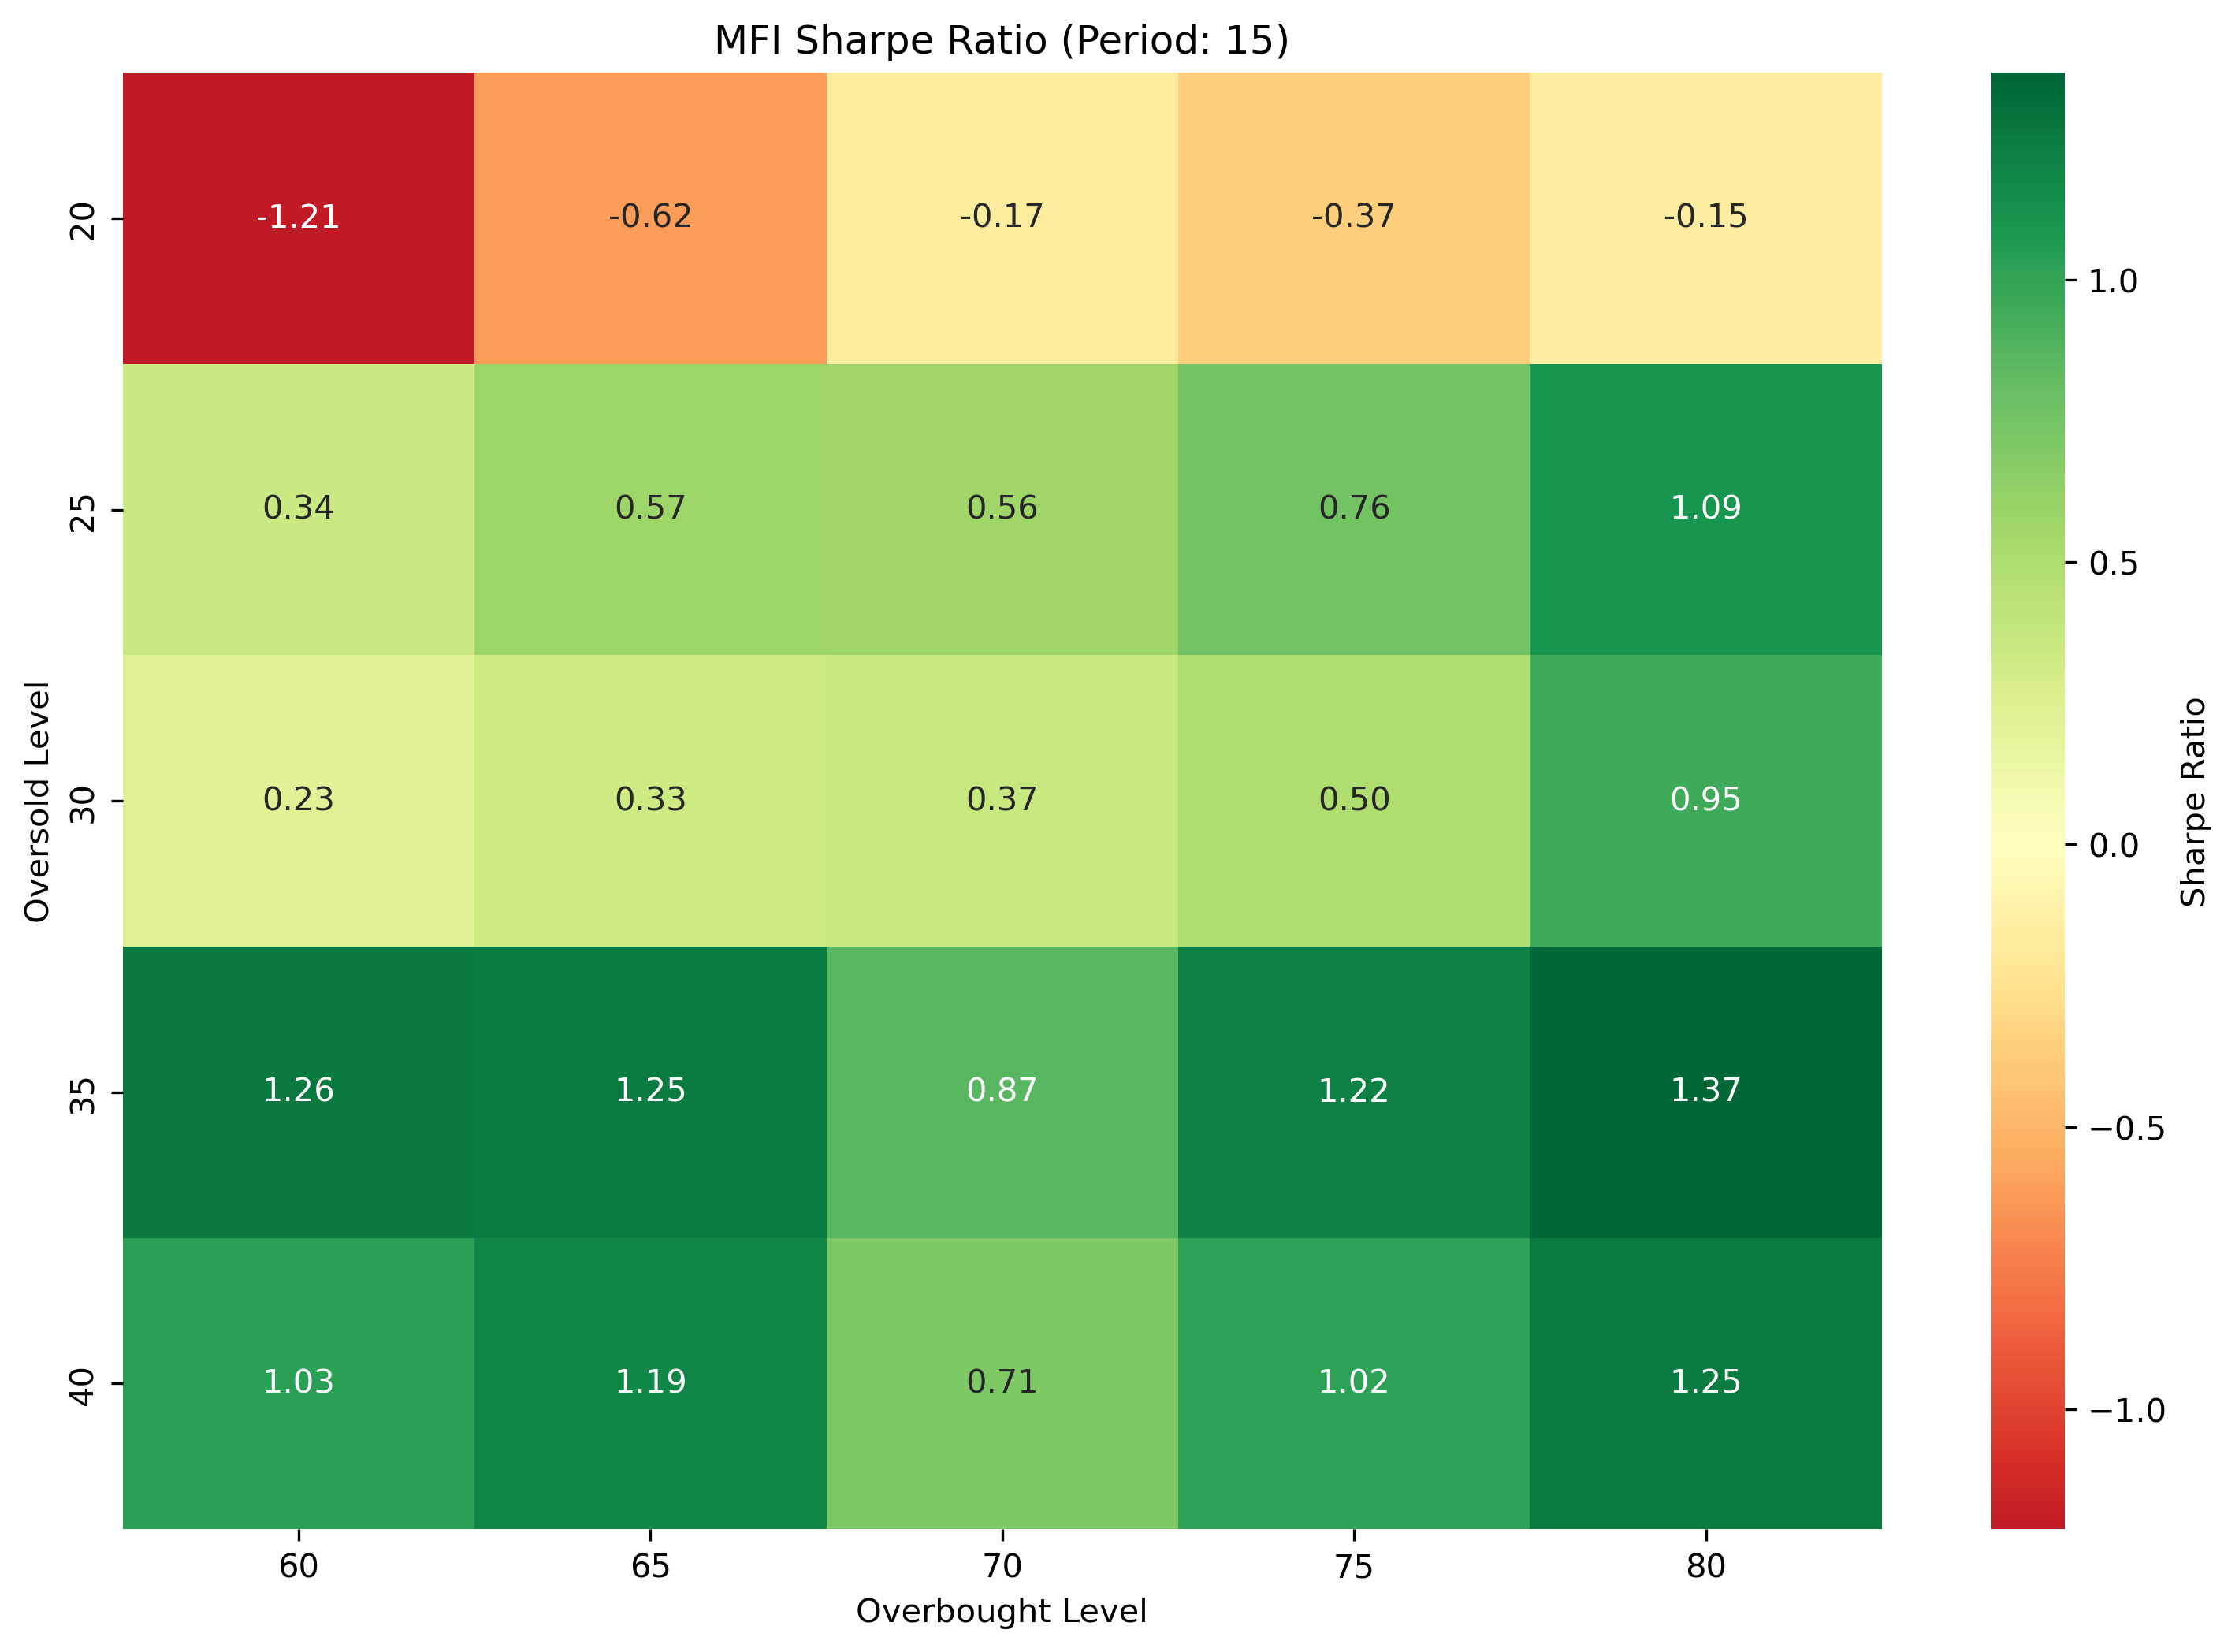 MFI Sharpe Ratio (Period: 15)
Oversold Level
20 -1.21 -0.62 -0.17 -0.37 -0.15
25 0.34 0.57 0.56 0.76 1.09
30 0.23 0.33 0.37 0.50 0.95
35 1.26 1.25 0.87 1.22 1.37
40 1.03 1.19 0.71 1.02 1.25
60 65 70 75 80
Overbought Level
1.0
0.5
0.0
−0.5
−1.0
Sharpe Ratio